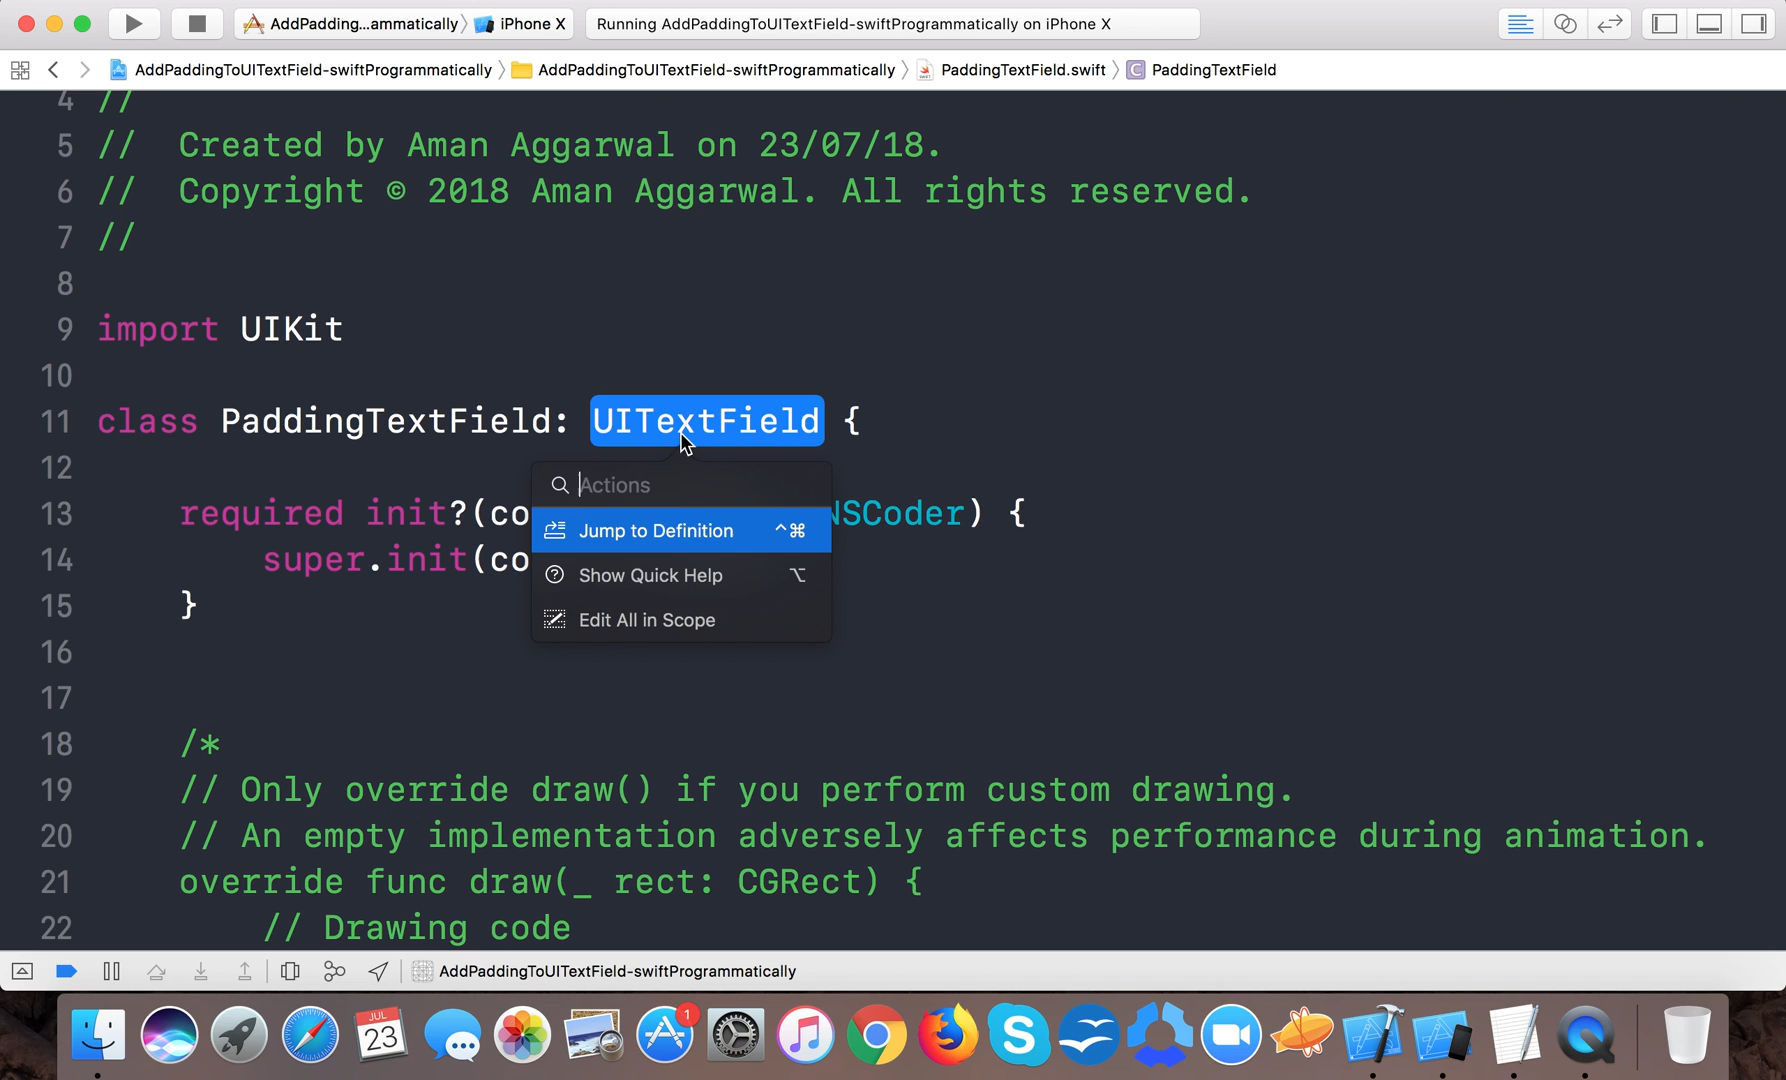 AddPadding...ammatically
iPhone X
Running AddPaddingToUITextField-swiftProgrammatically on iPhone X
AddPaddingToUITextField-swiftProgrammatically
AddPaddingToUITextField-swiftProgrammatically
PaddingTextField.swift
C PaddingTextField
4 //
5 // Created by Aman Aggarwal on 23/07/18.
6 // Copyright © 2018 Aman Aggarwal. All rights reserved.
7 //
8
9 import UIKit
10
11 class PaddingTextField: UITextField {
12
Actions
13 required init?(co NSCoder) {
Jump to Definition ^⌘
14 super.init(co
Show Quick Help ⌥
15 }
Edit All in Scope
16
17
18 /*
19 // Only override draw() if you perform custom drawing.
20 // An empty implementation adversely affects performance during animation.
21 override func draw(_ rect: CGRect) {
22 // Drawing code
AddPaddingToUITextField-swiftProgrammatically
JUL
23
1
S